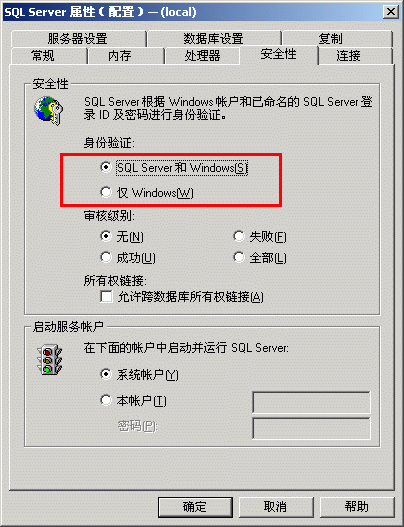 SQL Server 属性(配置) - (local)
服务器设置 数据库设置 复制
常规 内存 处理器 安全性 连接
安全性
SQL Server 根据 Windows 帐户和已命名的 SQL Server 登
录 ID 及密码进行身份验证。
身份验证:
SQL Server 和 Windows(S)
仅 Windows(W)
审核级别:
无(N) 失败(F)
成功(U) 全部(L)
所有权链接:
允许跨数据库所有权链接(A)
启动服务帐户
在下面的帐户中启动并运行 SQL Server:
系统帐户(Y)
本帐户(T)
密码(P):
确定 取消 帮助